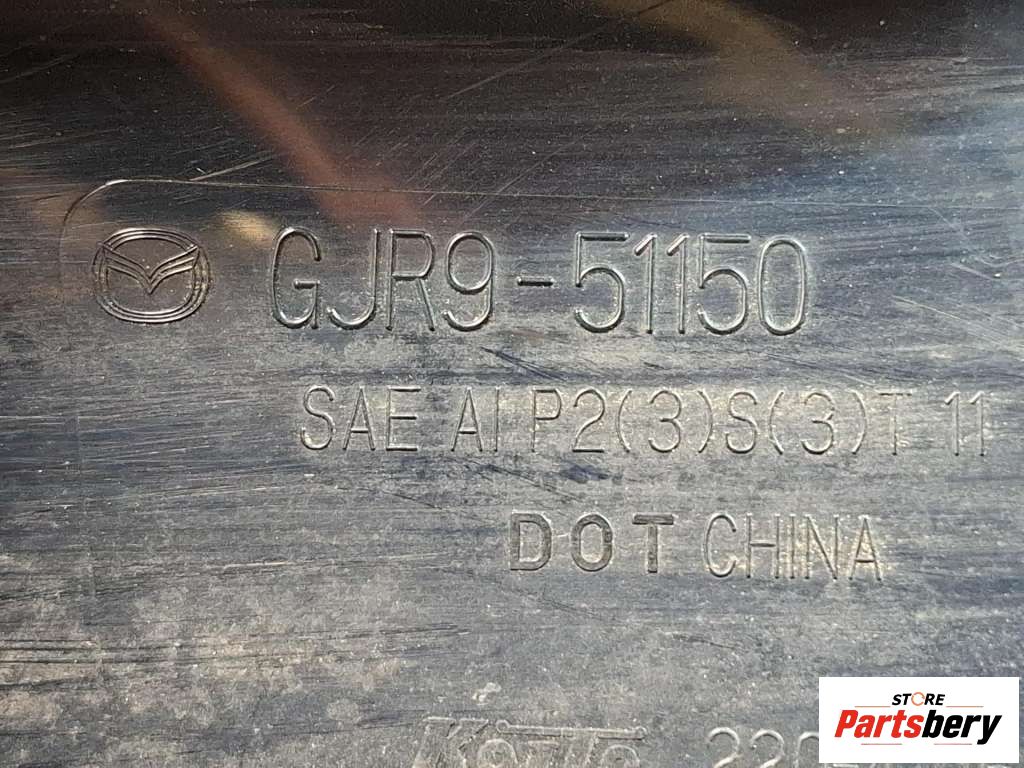 GJR9-51150
SAE AI P2(3)S(3)T 11
DOT CHINA
STORE
Partsbery